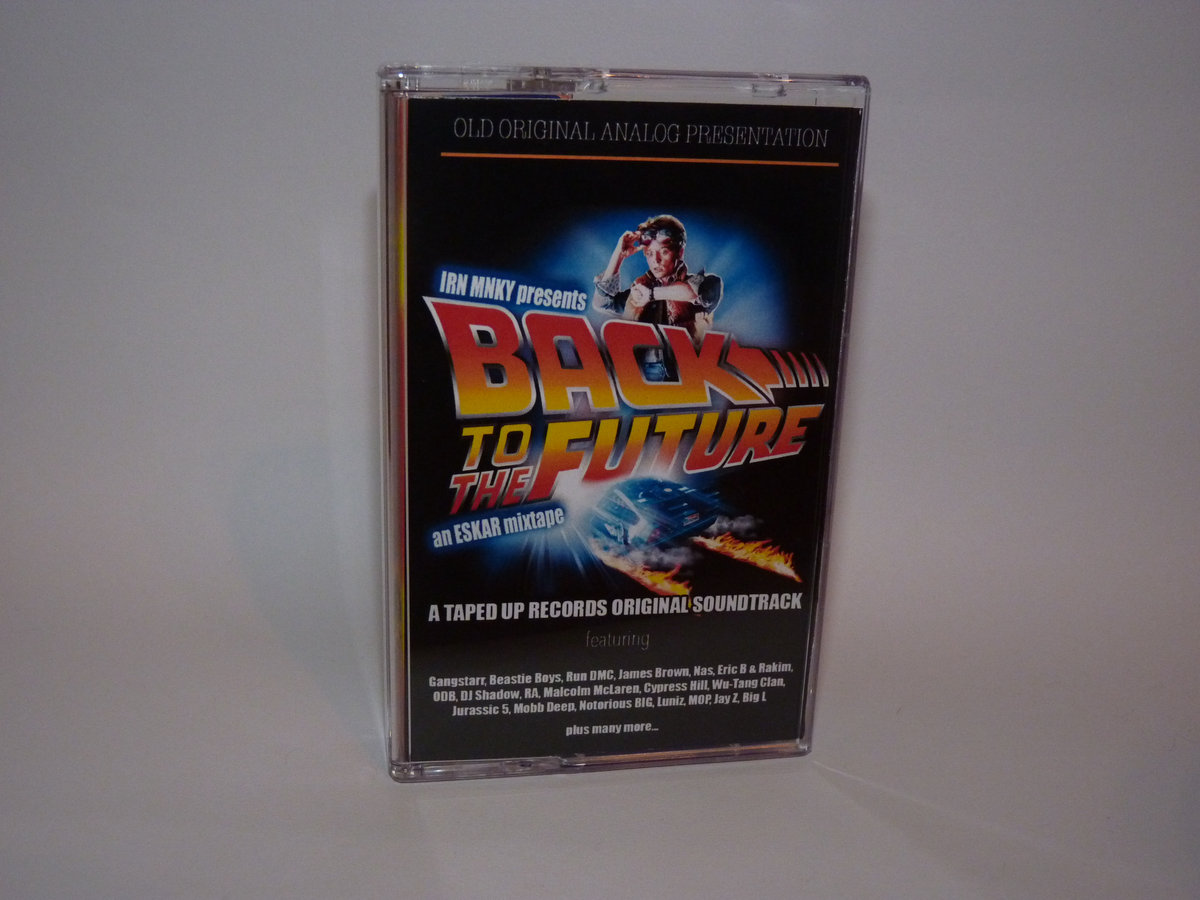 OLD ORIGINAL ANALOG PRESENTATION
IRN MNKY presents
BACK
TO
THE FUTURE
an ESKAR mixtape
A TAPED UP RECORDS ORIGINAL SOUNDTRACK
featuring
Gangstarr, Beastie Boys, Run DMC, James Brown, Nas, Eric B & Rakim,
ODB, DJ Shadow, RA, Malcolm McLaren, Cypress Hill, Wu-Tang Clan,
Jurassic 5, Mobb Deep, Notorious BIG, Luniz, MOP, Jay Z, Big L
plus many more...